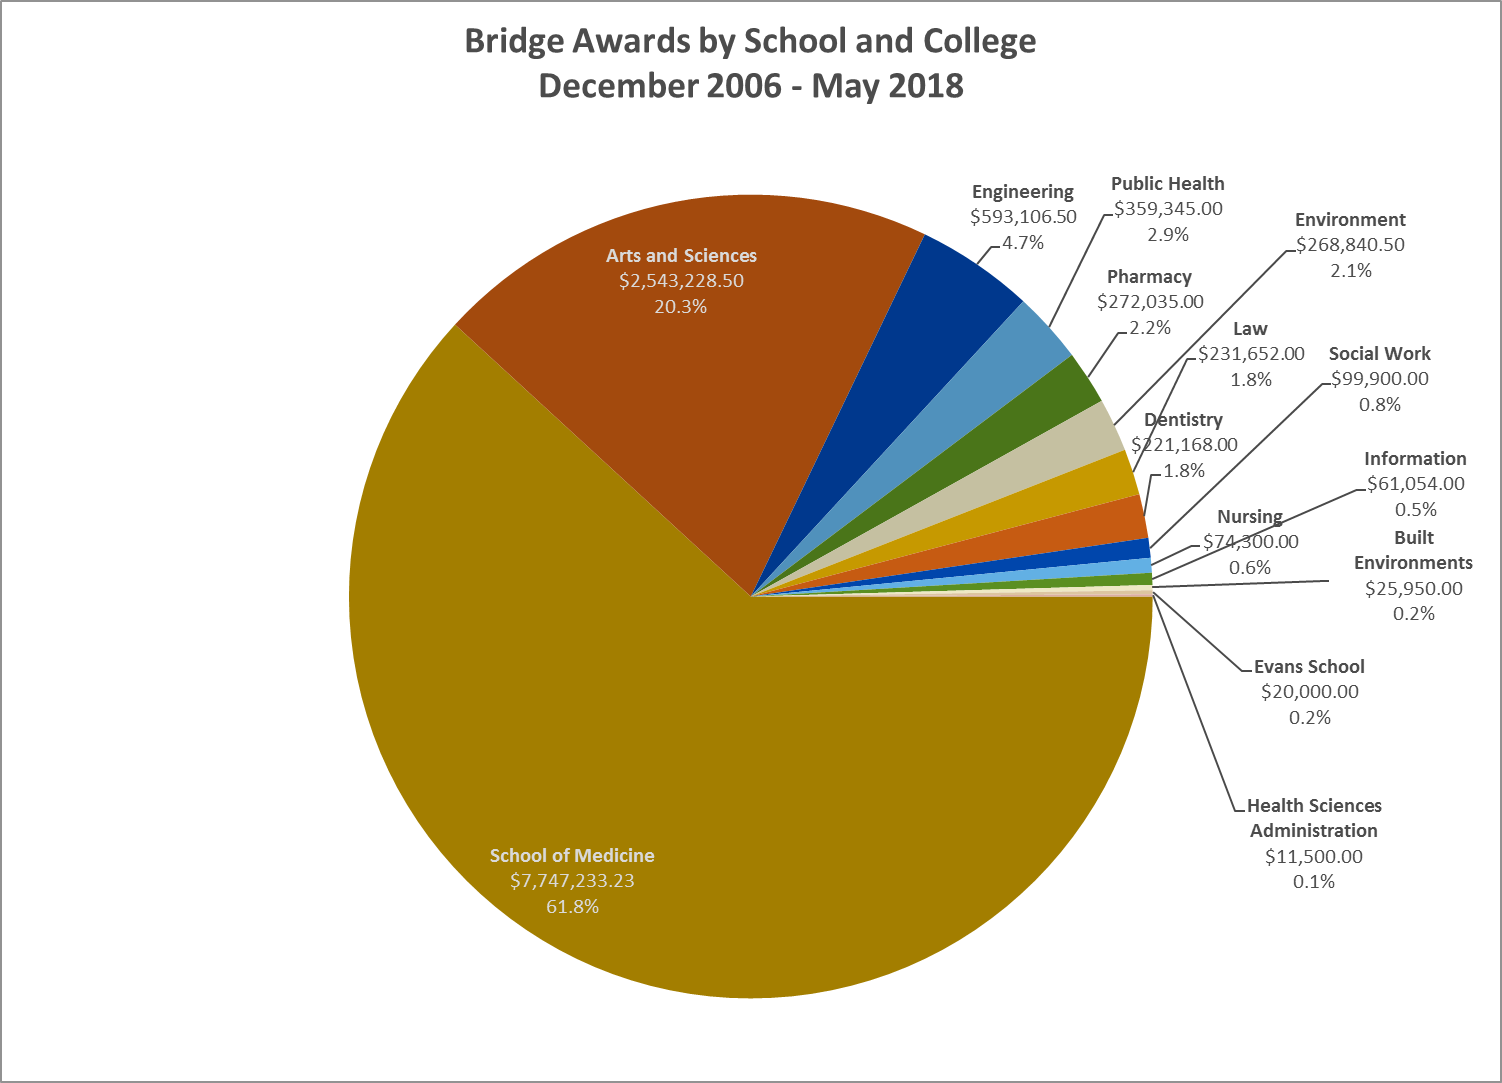 Bridge Awards by School and College
December 2006 - May 2018
Public Health
$359,345.00
2.9%
Engineering
$593,106.50
4.7%
Environment
$268,840.50
2.1%
Arts and Sciences
$2,543,228.50
20.3%
Pharmacy
$272,035.00
2.2%
Law
$231,652.00
1.8%
Social Work
$99,900.00
0.8%
Dentistry
$221,168.00
1.8%
Information
$61,054.00
0.5%
Nursing
$74,300.00
0.6%
Built
Environments
$25,950.00
0.2%
Evans School
$20,000.00
0.2%
Health Sciences
Administration
$11,500.00
0.1%
School of Medicine
$7,747,233.23
61.8%